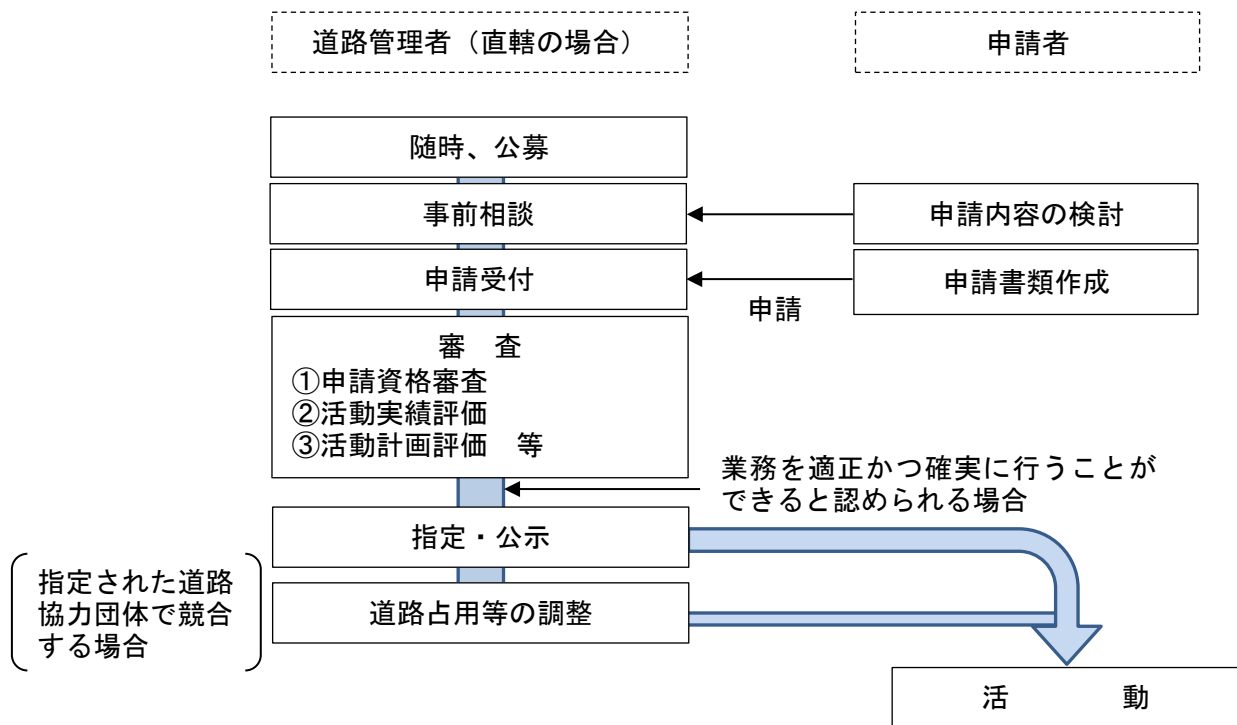 道路管理者（直轄の場合）
申請者
随時、公募
事前相談
申請内容の検討
申請受付
申請書類作成
申請
審　査
①申請資格審査
②活動実績評価
③活動計画評価　等
業務を適正かつ確実に行うことが
できると認められる場合
指定・公示
指定された道路
協力団体で競合
する場合
道路占用等の調整
活　　　動